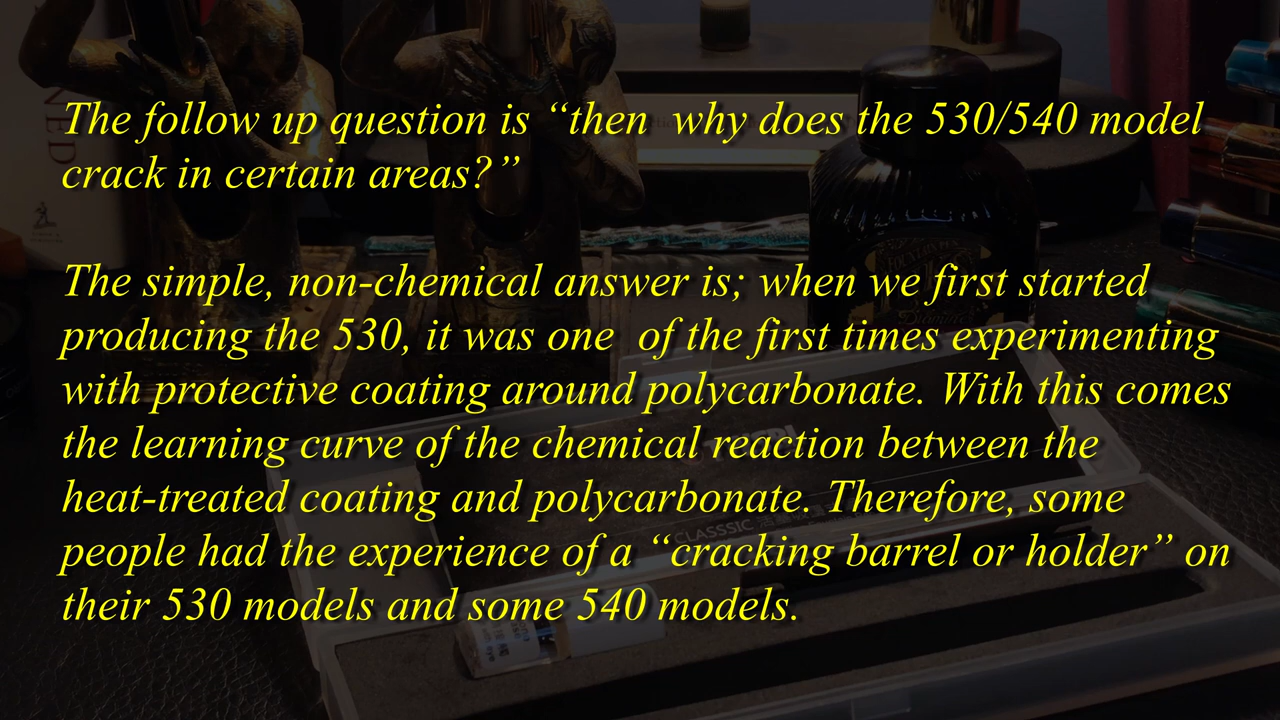 The follow up question is “then  why does the 530/540 model
crack in certain areas?”
The simple, non-chemical answer is; when we first started
producing the 530, it was one  of the first times experimenting
with protective coating around polycarbonate. With this comes
the learning curve of the chemical reaction between the
heat-treated coating and polycarbonate. Therefore, some
people had the experience of a “cracking barrel or holder” on
their 530 models and some 540 models.
NED
CLASSSIC